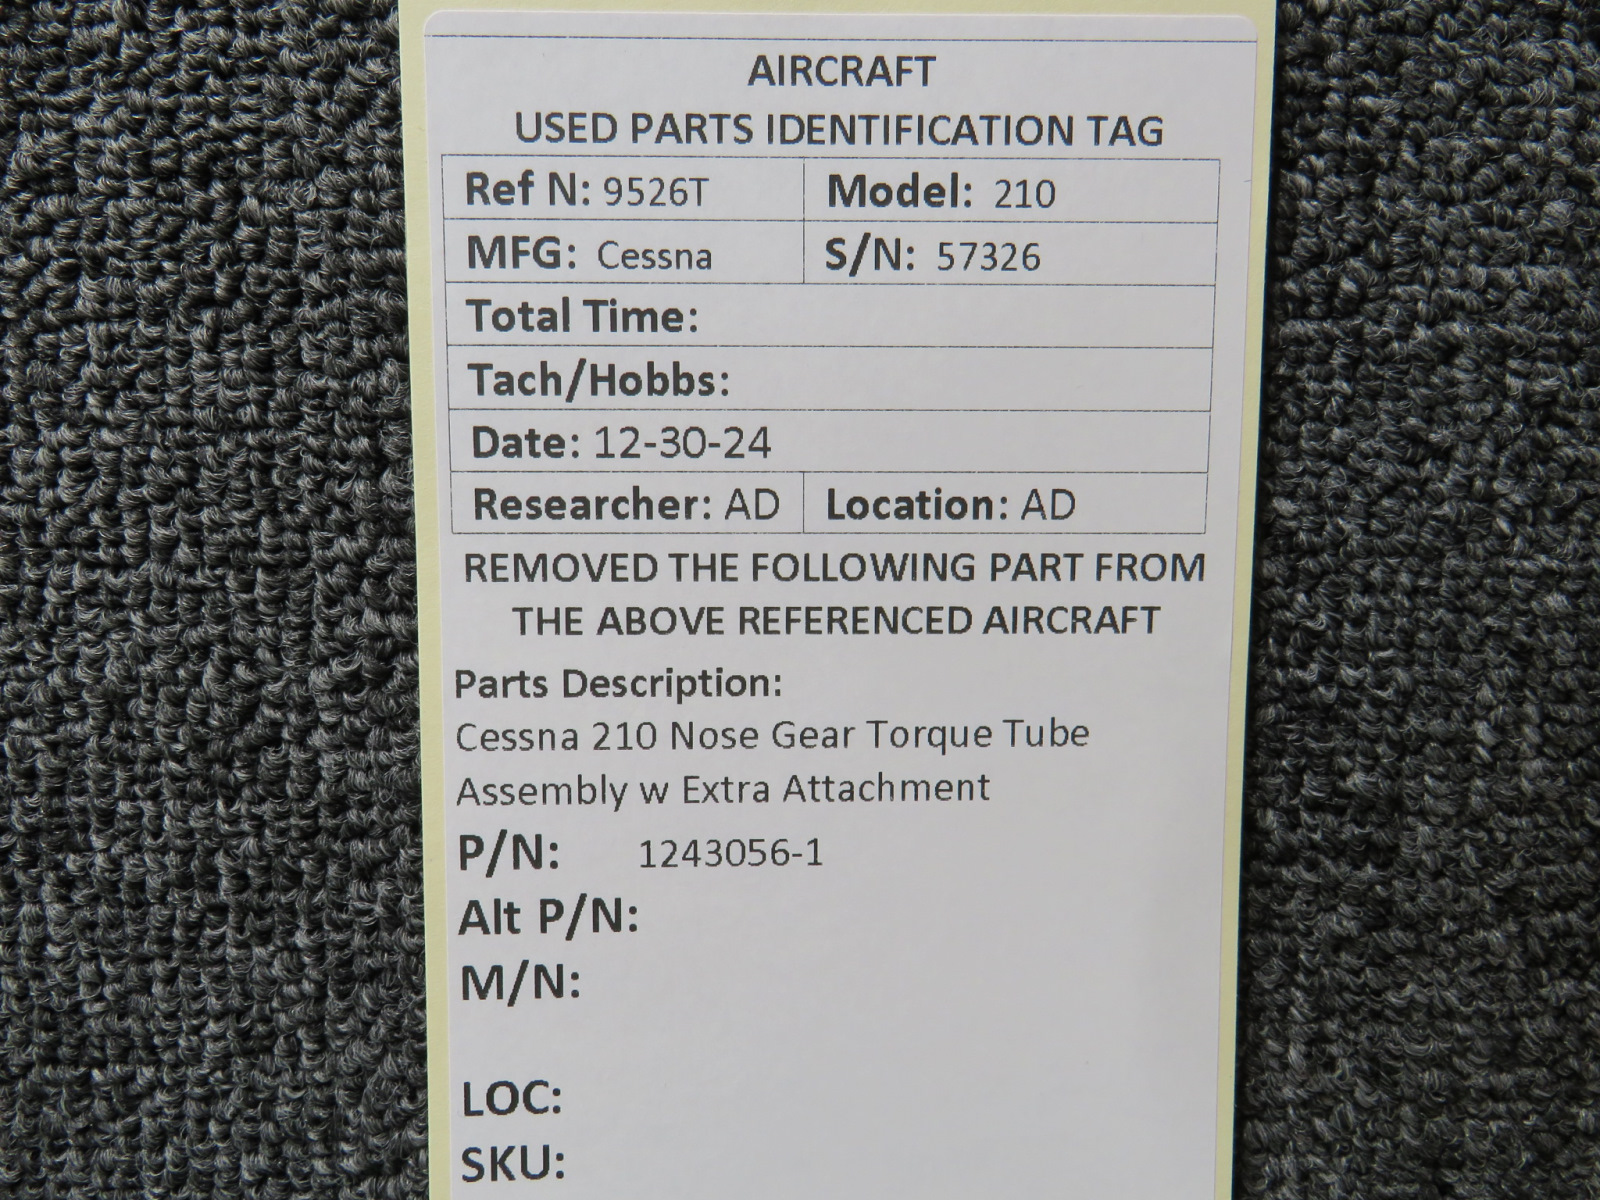 AIRCRAFT
USED PARTS IDENTIFICATION TAG
Ref N: 9526T Model: 210
MFG: Cessna S/N: 57326
Total Time:
Tach/Hobbs:
Date: 12-30-24
Researcher: AD Location: AD
REMOVED THE FOLLOWING PART FROM
THE ABOVE REFERENCED AIRCRAFT
Parts Description:
Cessna 210 Nose Gear Torque Tube
Assembly w Extra Attachment
P/N: 1243056-1
Alt P/N:
M/N:
LOC:
SKU: